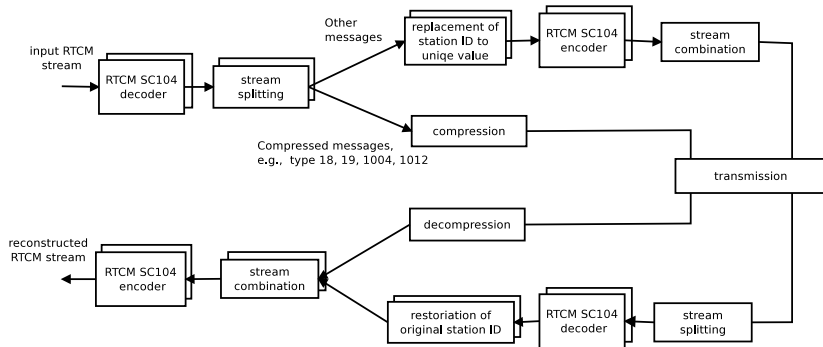 Other
messages
input RTCM
stream
RTCM SC104
decoder
stream
splitting
replacement of
station ID to
uniqe value
RTCM SC104
encoder
stream
combination
Compressed messages,
e.g., type 18, 19, 1004, 1012
compression
transmission
decompression
reconstructed
RTCM stream
RTCM SC104
encoder
stream
combination
restoriation of
original station ID
RTCM SC104
decoder
stream
splitting